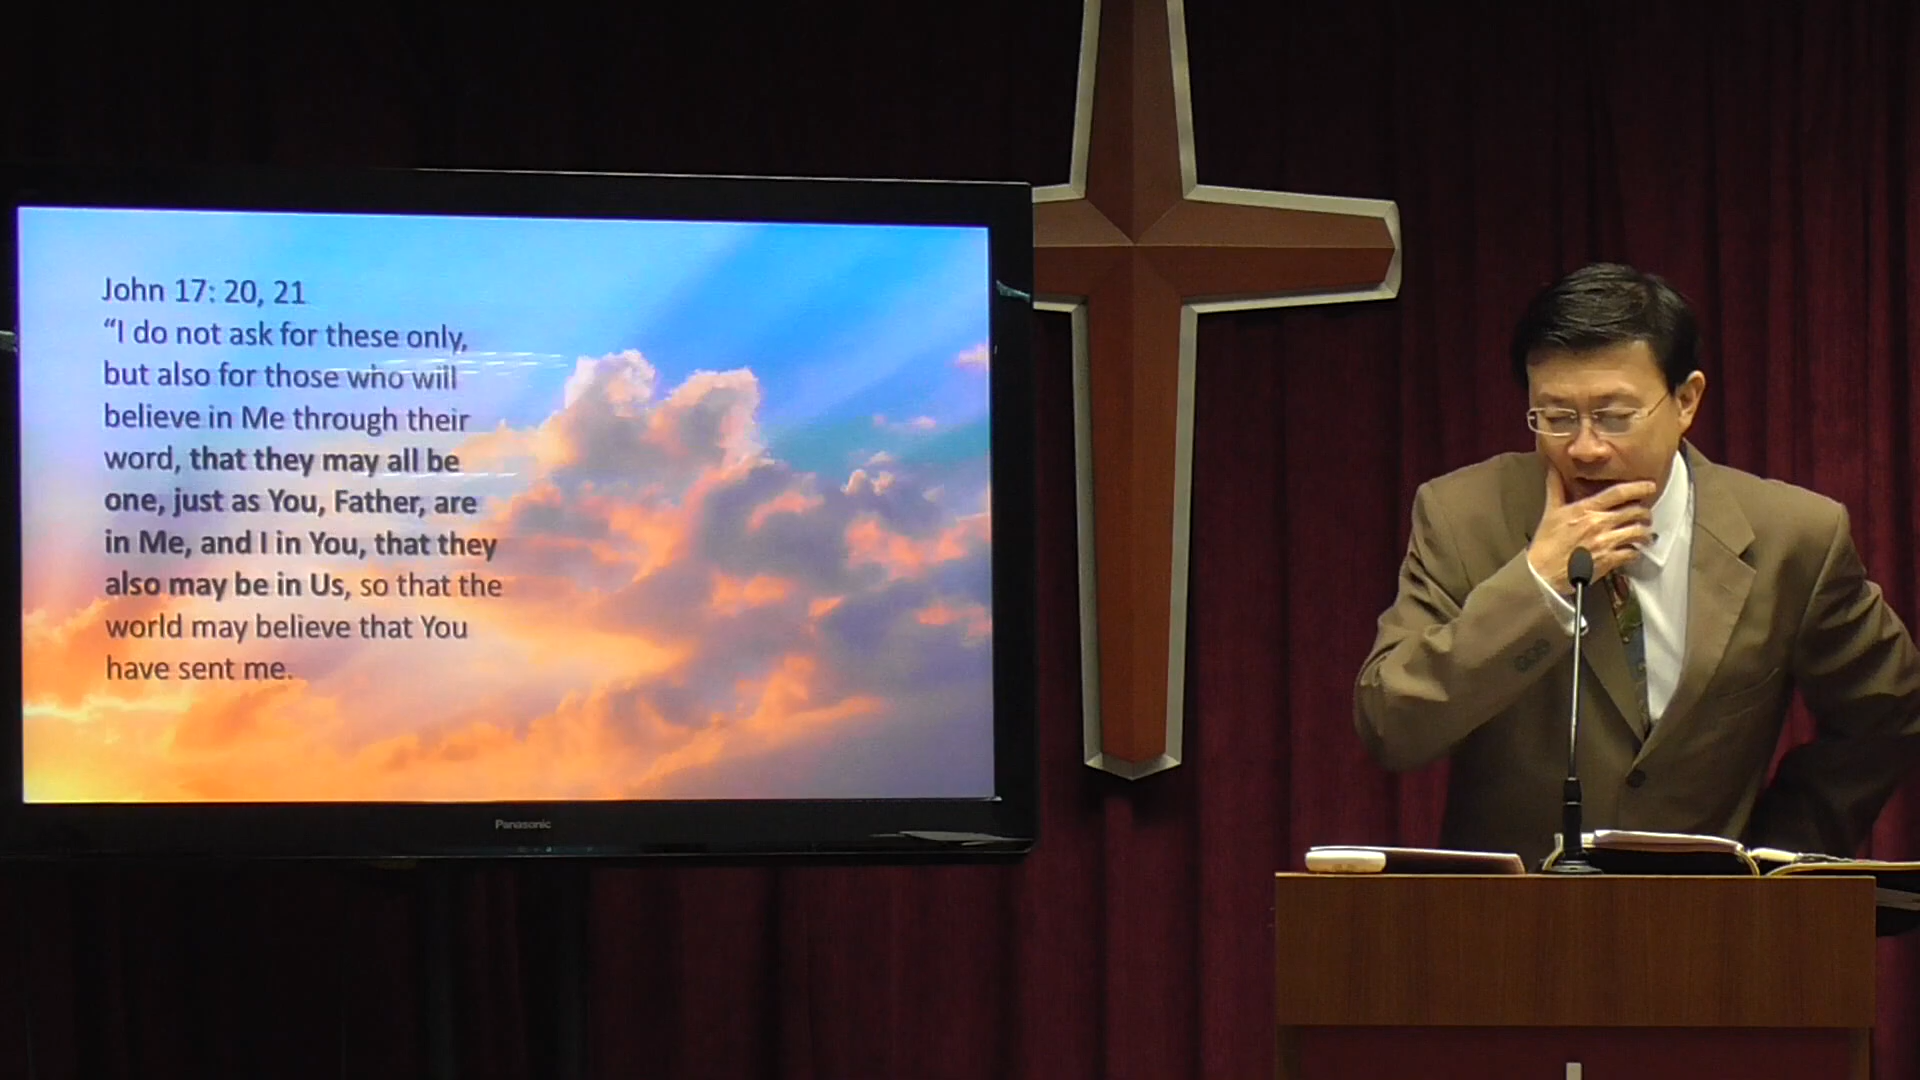 John 17: 20, 21
“I do not ask for these only,
but also for those who will
believe in Me through their
word, that they may all be
one, just as You, Father, are
in Me, and I in You, that they
also may be in Us, so that the
world may believe that You
have sent me.
Panasonic